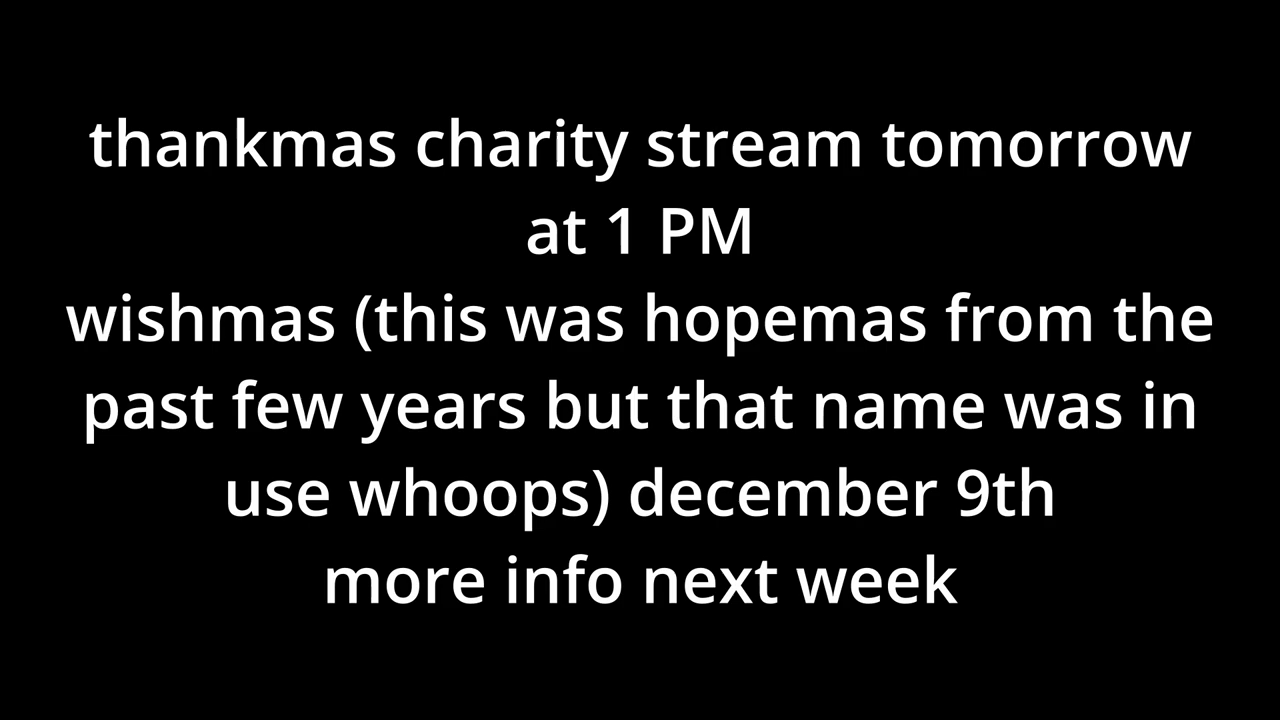 thankmas charity stream tomorrow
at 1 PM
wishmas (this was hopemas from the
past few years but that name was in
use whoops) december 9th
more info next week